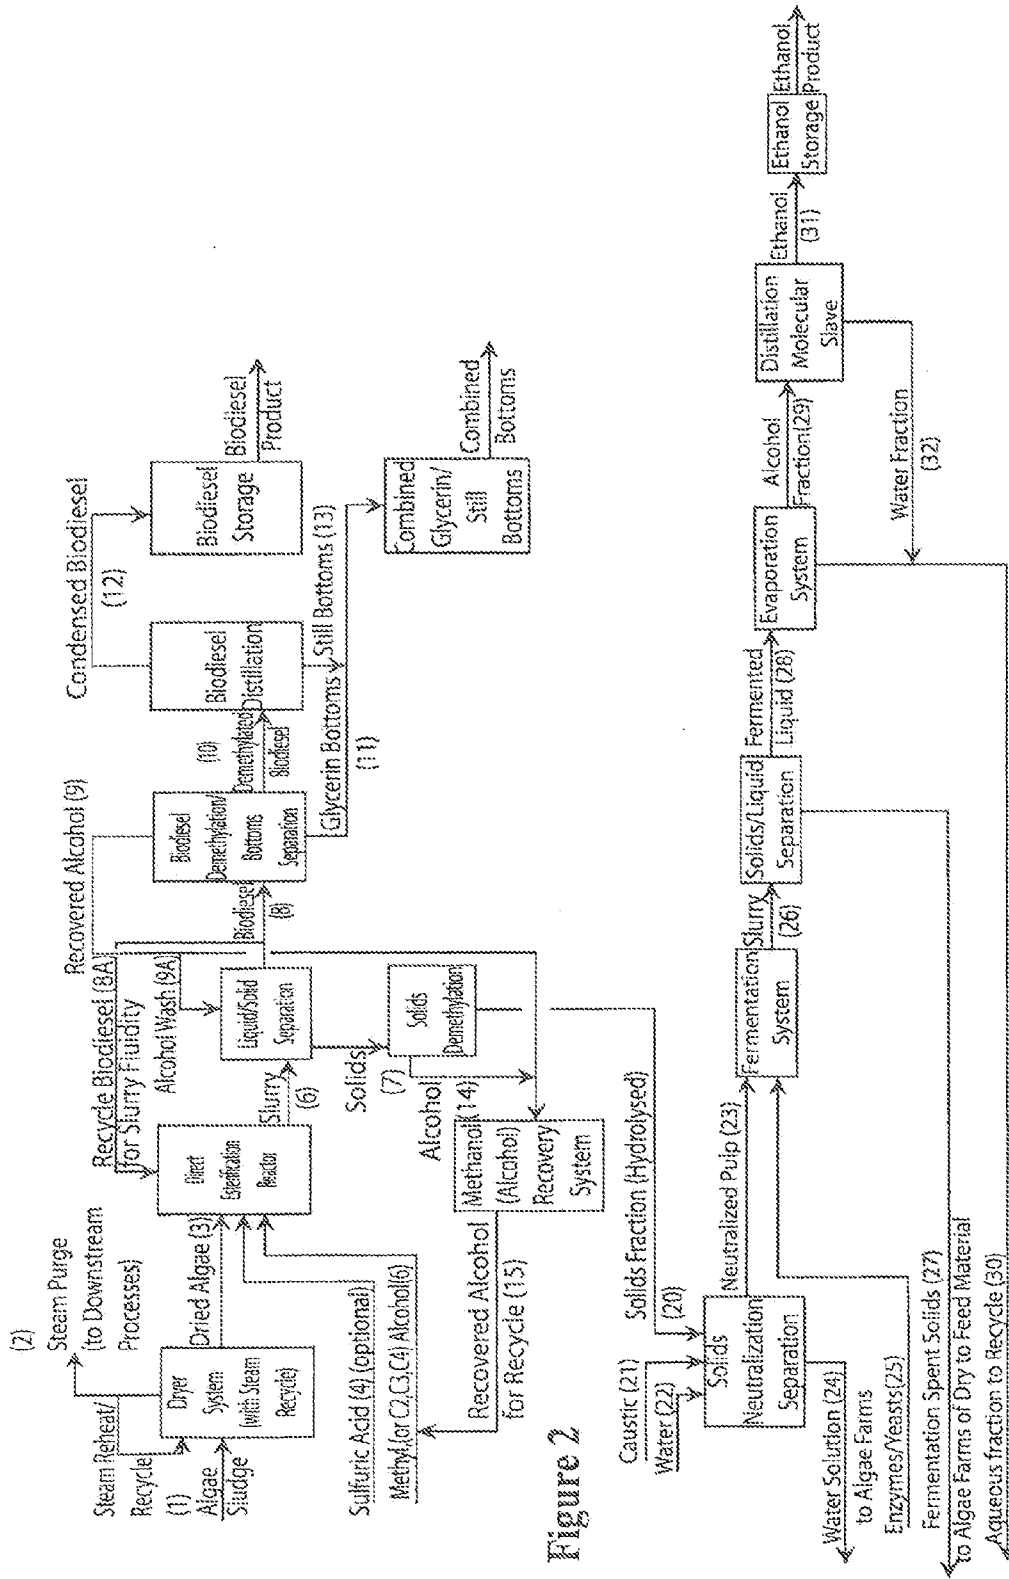 (2)
Steam Purge
(to Downstream
Processes)
Steam Reheat/
Recycle
(1)
Algae
Sludge
Dryer
System
(with Steam
Recycle)
Dried Algae (3)
Sulfuric Acid (4) (optional)
Methyl,(or C2,C3,C4) Alcohol(6)
Recycle Biodiesel (8A)
for Slurry Fluidity
Direct
Esterification
Reactor
Slurry
(6)
Alcohol Wash (9A)
Liquid/Solid
Separation
Recovered Alcohol (9)
Biodiesel
(8)
Biodiesel
Demethylation/
Bottoms
Separation
(10)
Demethylated
Biodiesel
Biodiesel
Distillation
Condensed Biodiesel
(12)
Biodiesel
Storage
Biodiesel
Product
Still Bottoms (13)
Glycerin Bottoms
(11)
Combined
Glycerin/
Still
Bottoms
Combined
Bottoms
Solids
(7)
Solids
Demethylation
Alcohol
(14)
Methanol
(Alcohol)
Recovery
System
Recovered Alcohol
for Recycle (15)
Figure 2
Solids Fraction (Hydrolysed)
(20)
Caustic (21)
Water (22)
Solids
Neutralization
Separation
Neutralized Pulp (23)
Water Solution (24)
to Algae Farms
Enzymes/Yeasts(25)
Fermentation
System
Slurry
(26)
Solids/Liquid
Separation
Fermented
Liquid (28)
Evaporation
System
Alcohol
Fraction(29)
Distillation
Molecular
Slave
Ethanol
(31)
Ethanol
Storage
Ethanol
Product
Water Fraction
(32)
Fermentation Spent Solids (27)
to Algae Farms of Dry to Feed Material
Aqueous fraction to Recycle (30)